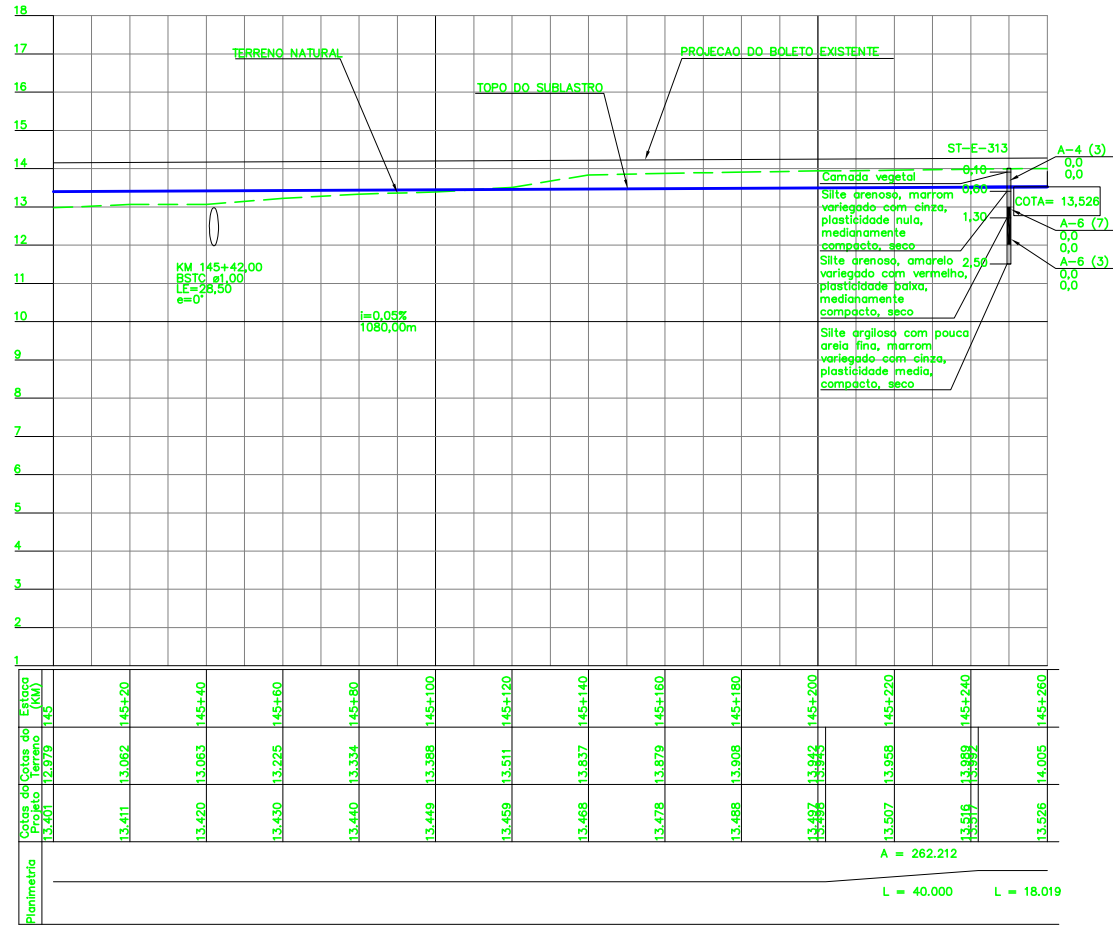 18
17
16
15
14
13
12
11
10
9
8
7
6
5
4
3
2
1
TERRENO NATURAL
TOPO DO SUBLASTRO
PROJECAO DO BOLETO EXISTENTE
KM 145+42,00
BSTC ø1,00
LE=28,50
e=0°
i=0,05%
1080,00m
ST-E-313
0,10
0,60
1,30
2,50
Camada vegetal
Silte arenoso, marrom
variegado com cinza,
plasticidade nula,
medianamente
compacto, seco
Silte arenoso, amarelo
variegado com vermelho,
plasticidade baixa,
medianamente
compacto, seco
Silte argiloso com pouca
areia fina, marrom
variegado com cinza,
plasticidade media,
compacto, seco
A-4 (3)
0,0
0,0
COTA= 13,526
A-6 (7)
0,0
0,0
A-6 (3)
0,0
0,0
Estaca
(KM)
145
145+20
145+40
145+60
145+80
145+100
145+120
145+140
145+160
145+180
145+200
145+220
145+240
145+260
Cotas do
Terreno
12.979
13.062
13.063
13.225
13.334
13.388
13.511
13.837
13.879
13.908
13.942
13.943
13.958
13.989
13.992
14.005
Cotas do
Projeto
13.401
13.411
13.420
13.430
13.440
13.449
13.459
13.468
13.478
13.488
13.497
13.498
13.507
13.516
13.517
13.526
Planimetria
A = 262.212
L = 40.000
L = 18.019